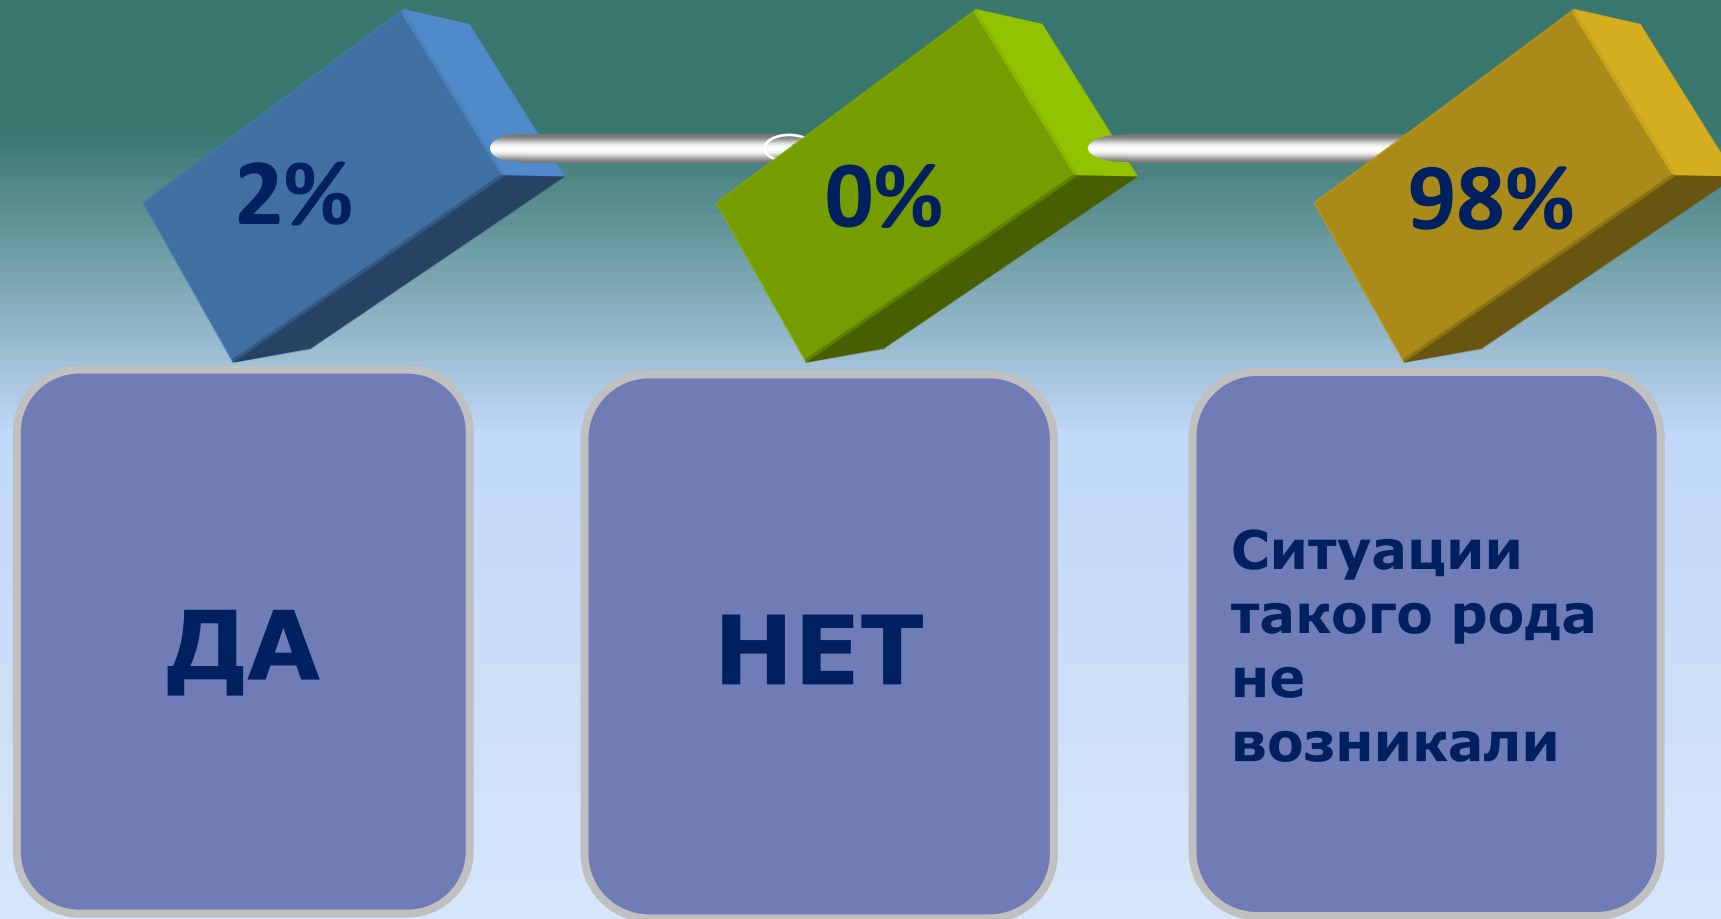 2%
0%
98%
ДА
НЕТ
Ситуации
такого рода
не
возникали